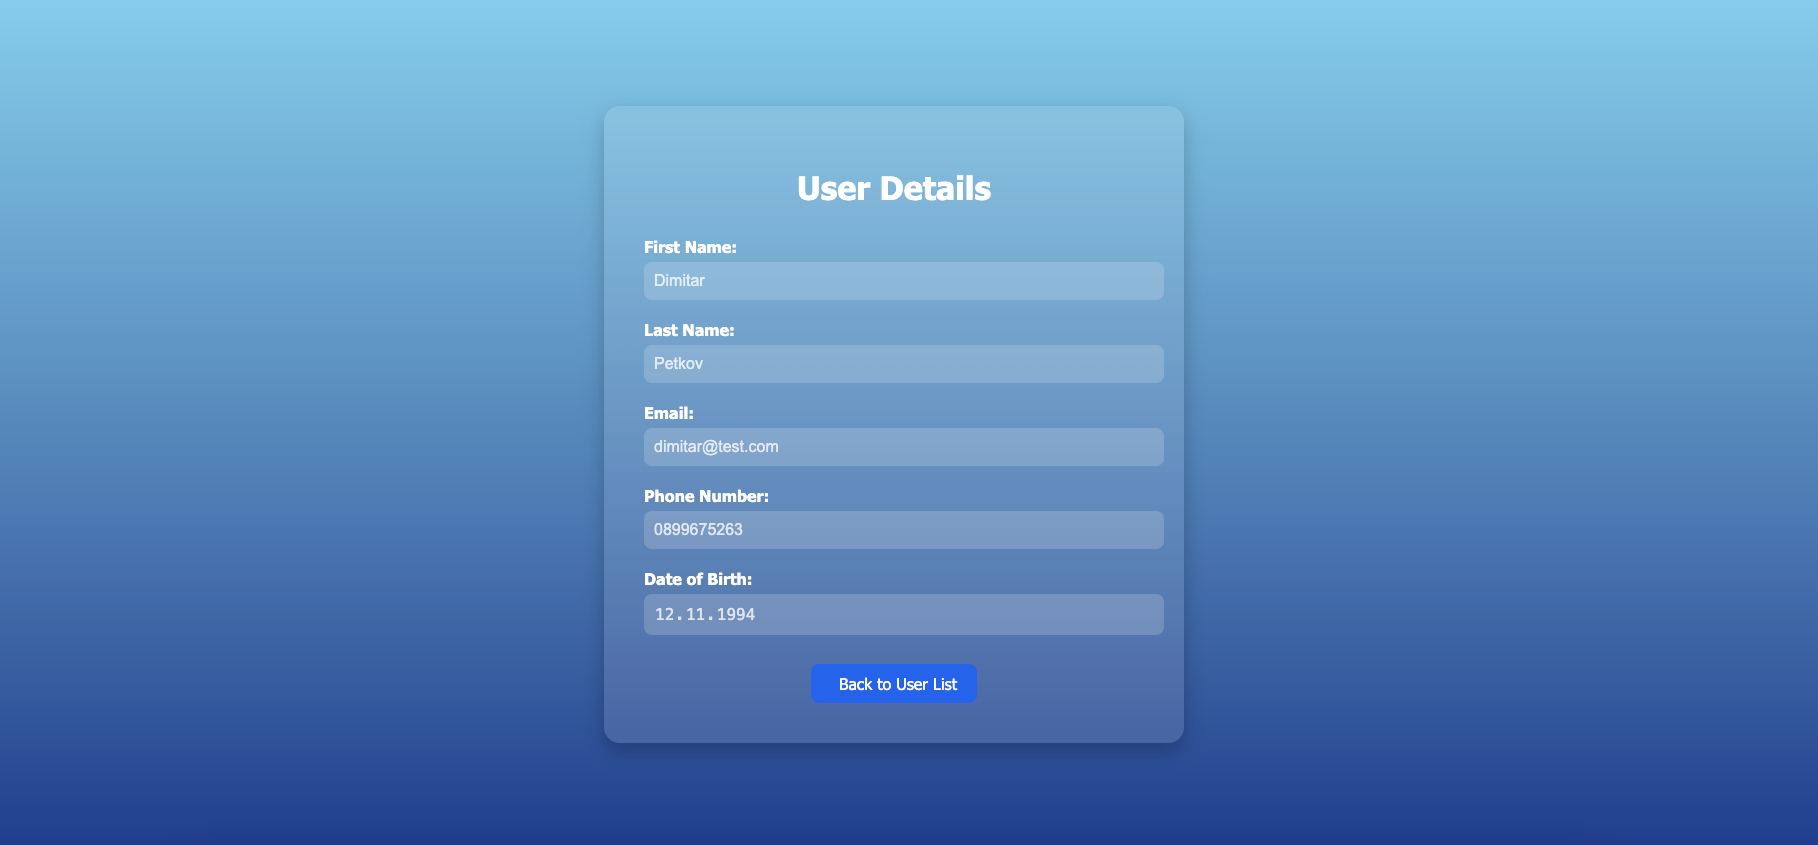 User Details
First Name:
Dimitar
Last Name:
Petkov
Email:
dimitar@test.com
Phone Number:
0899675263
Date of Birth:
12.11.1994
Back to User List